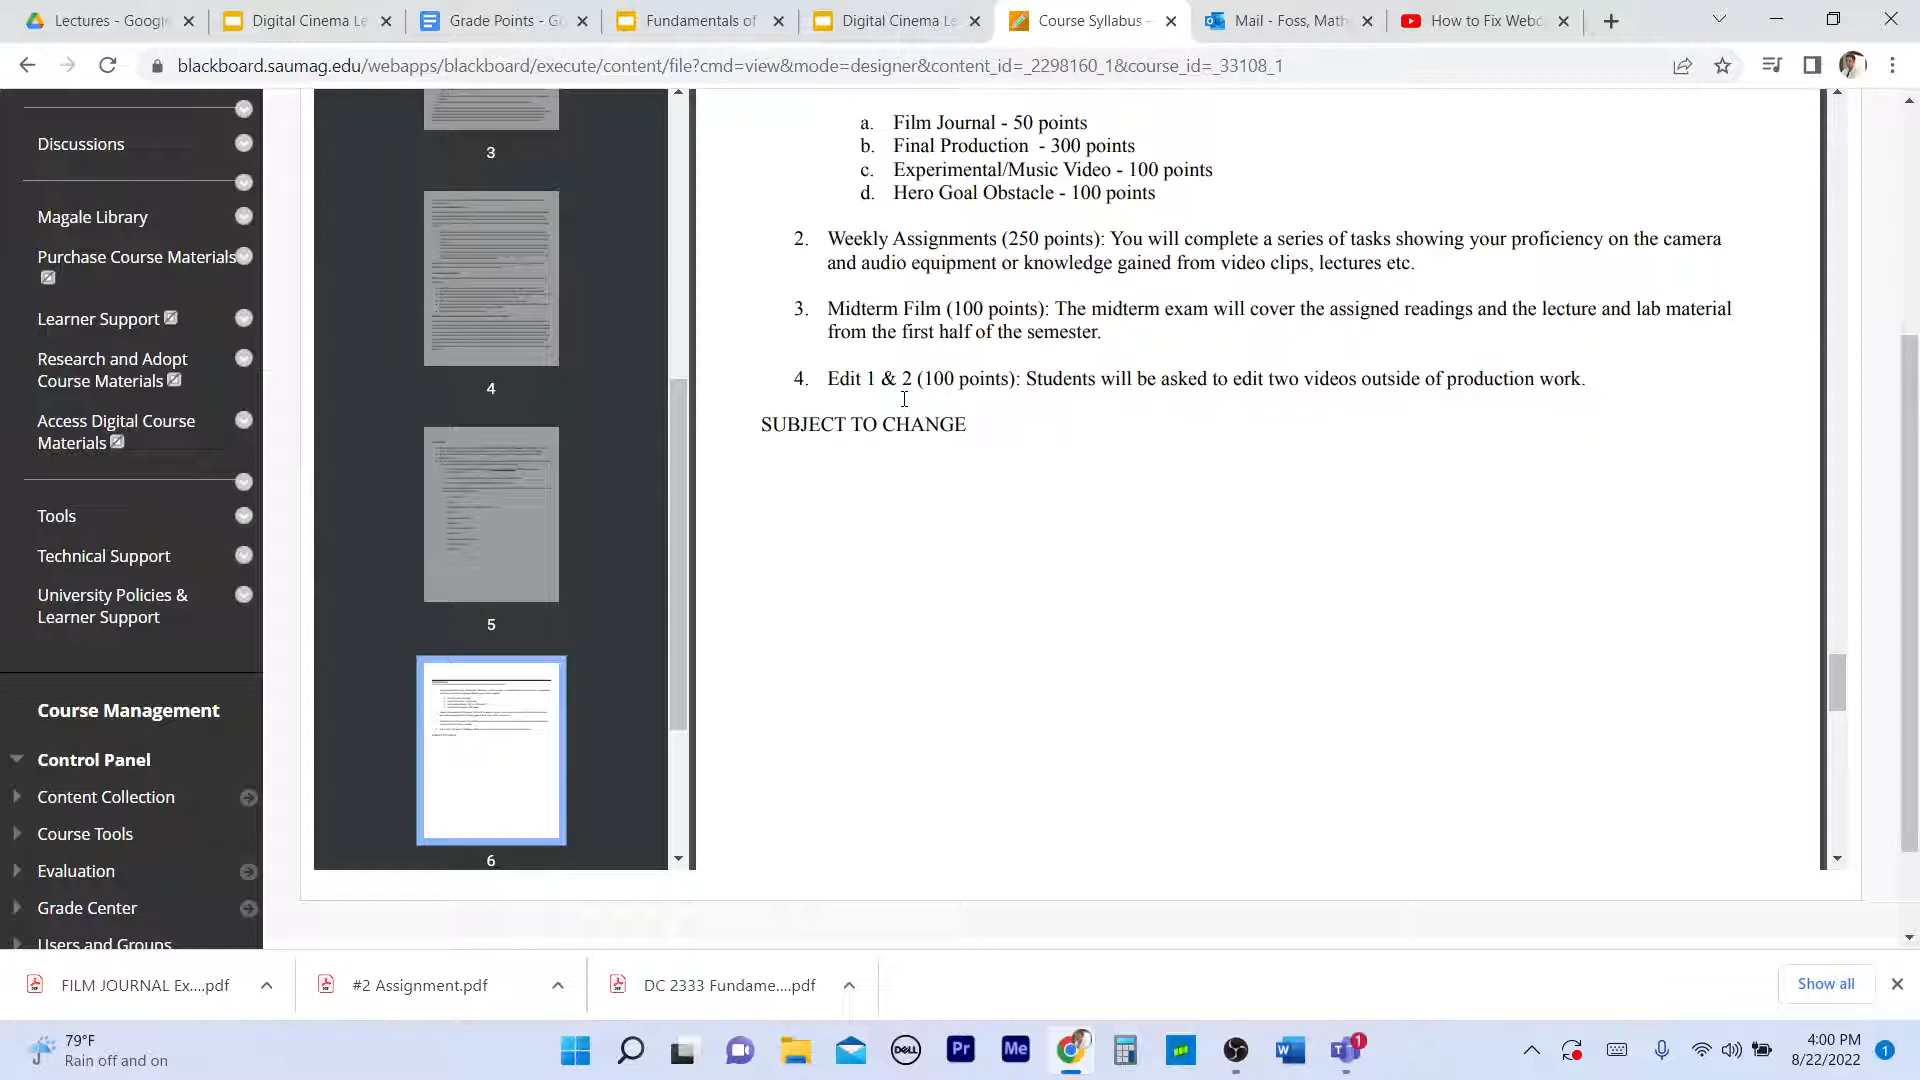 Lectures - Google
Digital Cinema Le
Grade Points - Go
Fundamentals of
Digital Cinema Le
Course Syllabus -
Mail - Foss, Math
How to Fix Webc
blackboard.saumag.edu/webapps/blackboard/execute/content/file?cmd=view&mode=designer&content_id=_2298160_1&course_id=_33108_1
Discussions
Magale Library
Purchase Course Materials
Learner Support
Research and Adopt
Course Materials
Access Digital Course
Materials
Tools
Technical Support
University Policies &
Learner Support
Course Management
Control Panel
Content Collection
Course Tools
Evaluation
Grade Center
Users and Groups
3
4
5
6
a. Film Journal - 50 points
b. Final Production - 300 points
c. Experimental/Music Video - 100 points
d. Hero Goal Obstacle - 100 points
2. Weekly Assignments (250 points): You will complete a series of tasks showing your proficiency on the camera
and audio equipment or knowledge gained from video clips, lectures etc.
3. Midterm Film (100 points): The midterm exam will cover the assigned readings and the lecture and lab material
from the first half of the semester.
4. Edit 1 & 2 (100 points): Students will be asked to edit two videos outside of production work.
SUBJECT TO CHANGE
FILM JOURNAL Ex....pdf
#2 Assignment.pdf
DC 2333 Fundame....pdf
Show all
79°F
Rain off and on
DELL
Pr
Me
W
1
4:00 PM
8/22/2022
1